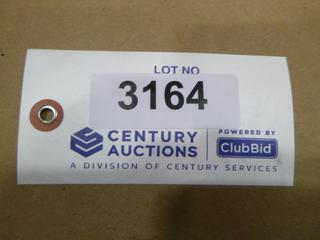 LOT NO
3164
CENTURY AUCTIONS
POWERED BY
ClubBid
A DIVISION OF CENTURY SERVICES